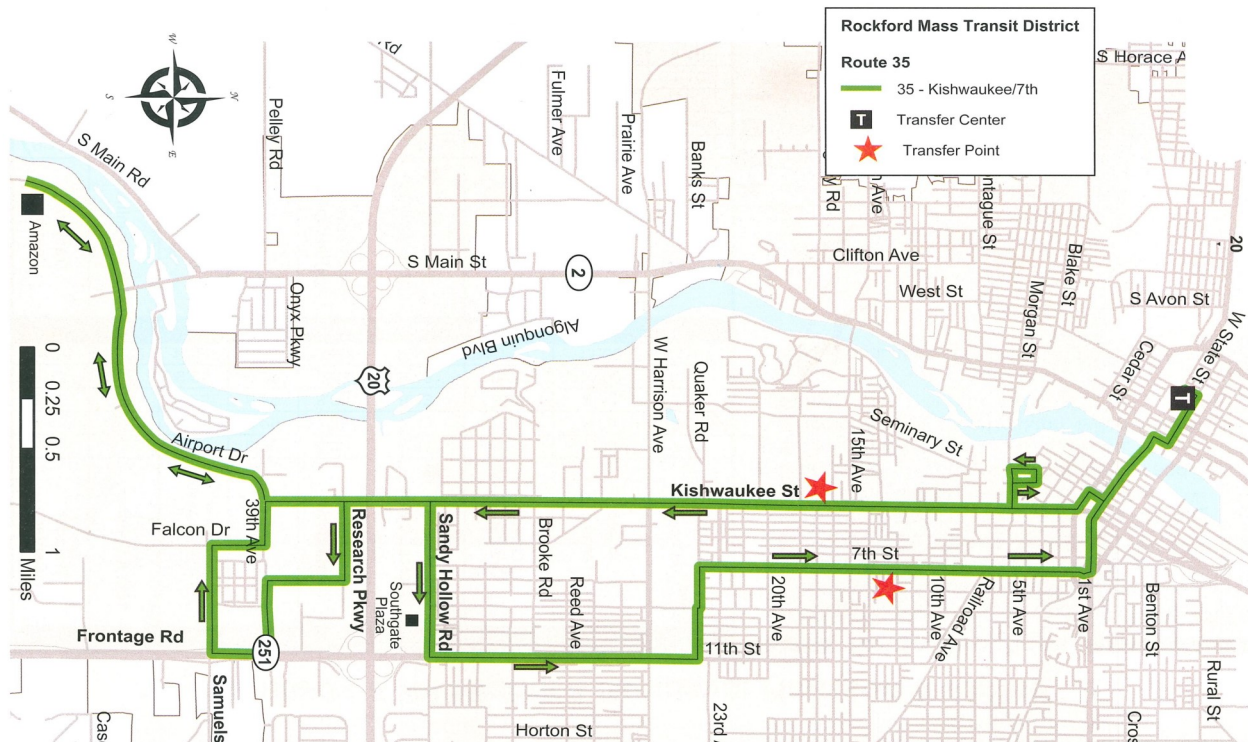 Rockford Mass Transit District
Route 35
35 - Kishwaukee/7th
T
Transfer Center
Transfer Point
W
S
N
E
Rd
S Horace
S Main Rd
Pelley Rd
Fulmer Ave
Prairie Ave
Banks St
Rd
Ave
Blake St
Clifton Ave
20
Amazon
S Main St
2
West St
S Avon St
Onyx Pkwy
Algonquin Blvd
Morgan St
Cedar St
W State St
T
0
0.25
0.5
1
Miles
20
W Harrison Ave
Quaker Rd
Seminary St
15th Ave
Airport Dr
Kishwaukee St
39th Ave
Falcon Dr
Research Pkwy
Sandy Hollow Rd
Brooke Rd
7th St
Southgate
Plaza
Reed Ave
20th Ave
10th Ave
Railroad Ave
5th Ave
1st Ave
Benton St
Frontage Rd
251
11th St
Samuels
Horton St
Rural St